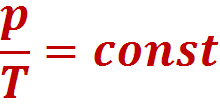 p/T = const